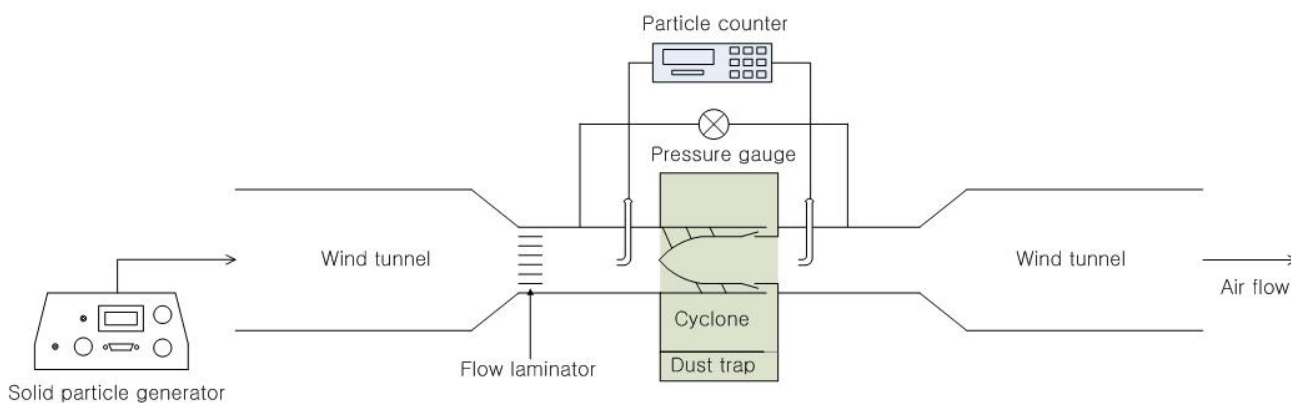 Particle counter
Pressure gauge
Wind tunnel
Wind tunnel
Air flow
Cyclone
Flow laminator
Dust trap
Solid particle generator